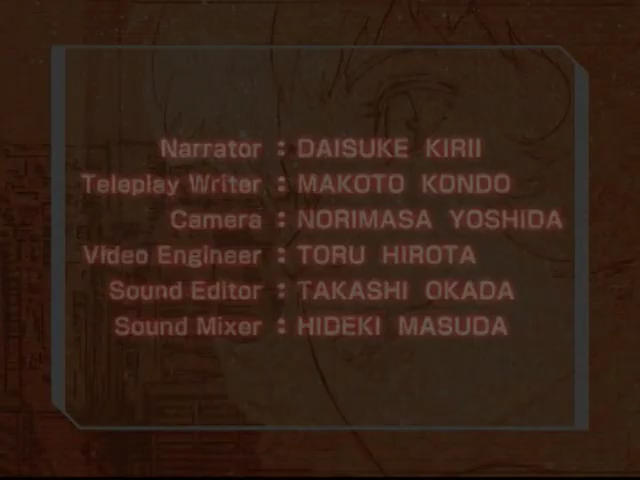 Narrator : DAISUKE KIRII
Teleplay Writer : MAKOTO KONDO
Camera : NORIMASA YOSHIDA
Video Engineer : TORU HIROTA
Sound Editor : TAKASHI OKADA
Sound Mixer : HIDEKI MASUDA